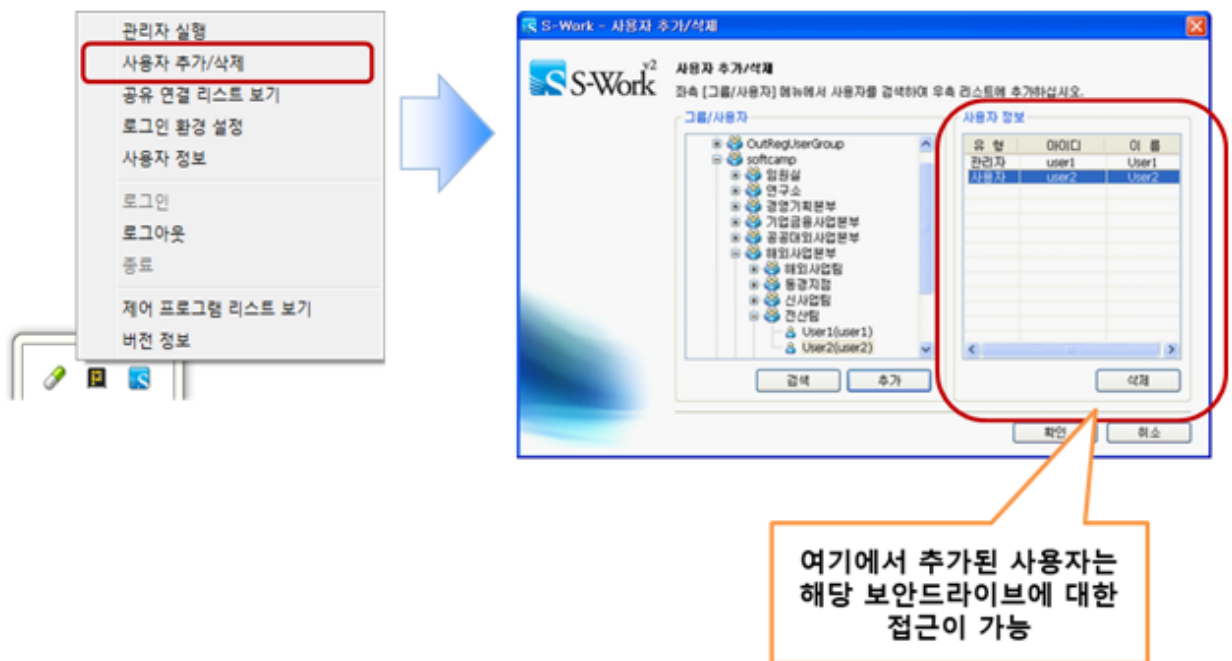 관리자 실행
사용자 추가/삭제
공유 연결 리스트 보기
로그인 환경 설정
사용자 정보
로그인
로그아웃
종료
제어 프로그램 리스트 보기
버전 정보
S-Work - 사용자 추가/삭제
S-Work v2
사용자 추가/삭제
좌측 [그룹/사용자] 메뉴에서 사용자를 검색하여 우측 리스트에 추가하십시오.
그룹/사용자
OutRegUserGroup
softcamp
임원실
연구소
경영기획본부
기업금융사업본부
공공대외사업본부
해외사업본부
해외사업팀
동경지점
신사업팀
전산팀
User1(user1)
User2(user2)
검색
추가
사용자 정보
유 형 아이디 이 름
관리자 user1 User1
사용자 user2 User2
삭제
확인
취소
여기에서 추가된 사용자는
해당 보안드라이브에 대한
접근이 가능